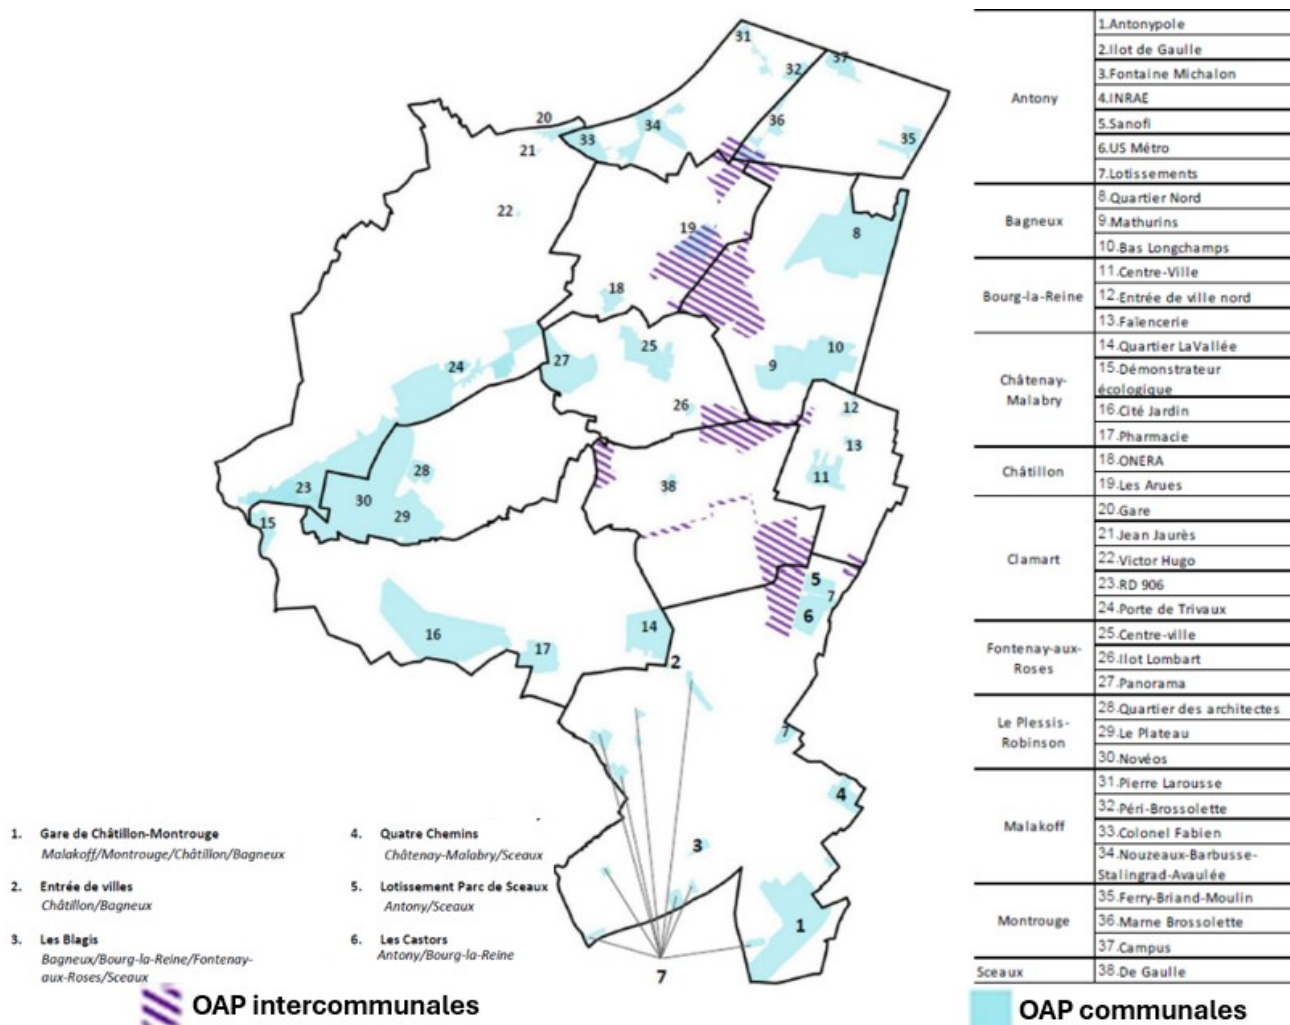 31
37
32
20
33
34
36
35
21
22
19
8
18
24
27
25
9
10
26
12
28
13
38
11
23
30
29
15
5
7
6
16
17
14
2
7
4
3
1
7
1. Gare de Châtillon-Montrouge
Malakoff/Montrouge/Châtillon/Bagneux
2. Entrée de villes
Châtillon/Bagneux
3. Les Blagis
Bagneux/Bourg-la-Reine/Fontenay-
aux-Roses/Sceaux
4. Quatre Chemins
Châtenay-Malabry/Sceaux
5. Lotissement Parc de Sceaux
Antony/Sceaux
6. Les Castors
Antony/Bourg-la-Reine
OAP intercommunales
Antony
1.Antonypole
2.Ilot de Gaulle
3.Fontaine Michalon
4.INRAE
5.Sanofi
6.US Métro
7.Lotissements
Bagneux
8.Quartier Nord
9.Mathurins
10.Bas Longchamps
Bourg-la-Reine
11.Centre-Ville
12.Entrée de ville nord
13.Faïencerie
Châtenay-
Malabry
14.Quartier LaVallée
15.Démonstrateur
écologique
16.Cité Jardin
17.Pharmacie
Châtillon
18.ONERA
19.Les Arues
Clamart
20.Gare
21.Jean Jaurès
22.Victor Hugo
23.RD 906
24.Porte de Trivaux
Fontenay-aux-
Roses
25.Centre-ville
26.Ilot Lombart
27.Panorama
Le Plessis-
Robinson
28.Quartier des architectes
29.Le Plateau
30.Novéos
Malakoff
31.Pierre Larousse
32.Péri-Brossolette
33.Colonel Fabien
34.Nouzeaux-Barbusse-
Stalingrad-Avaulée
Montrouge
35.Ferry-Briand-Moulin
36.Marne Brossolette
37.Campus
Sceaux
38.De Gaulle
OAP communales